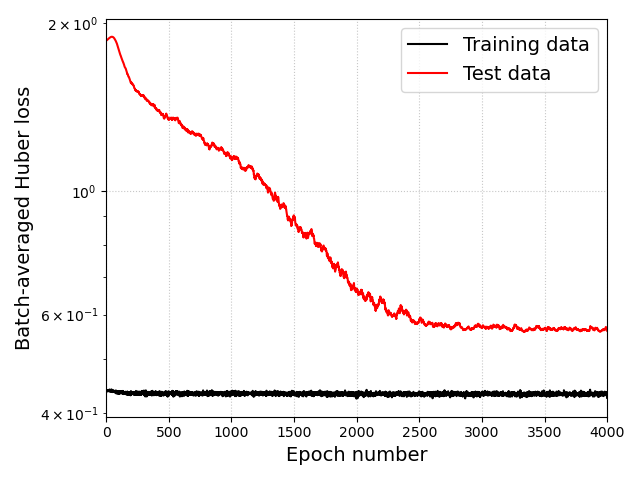 Training data
Test data
2 × 10⁰
10⁰
6 × 10⁻¹
4 × 10⁻¹
Batch-averaged Huber loss
0 500 1000 1500 2000 2500 3000 3500 4000
Epoch number